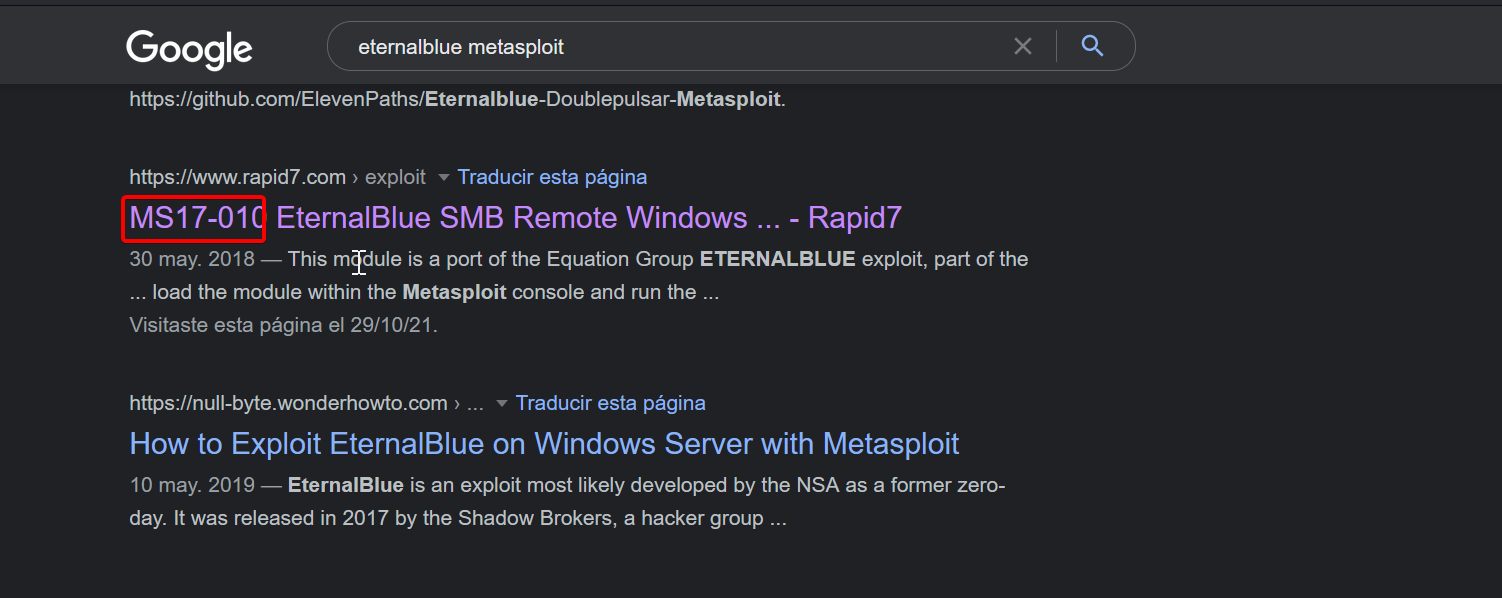 Google
eternalblue metasploit
https://github.com/ElevenPaths/Eternalblue-Doublepulsar-Metasploit.
https://www.rapid7.com › exploit Traducir esta página
MS17-010 EternalBlue SMB Remote Windows ... - Rapid7
30 may. 2018 — This module is a port of the Equation Group ETERNALBLUE exploit, part of the
... load the module within the Metasploit console and run the ...
Visitaste esta página el 29/10/21.
https://null-byte.wonderhowto.com › ... Traducir esta página
How to Exploit EternalBlue on Windows Server with Metasploit
10 may. 2019 — EternalBlue is an exploit most likely developed by the NSA as a former zero-
day. It was released in 2017 by the Shadow Brokers, a hacker group ...